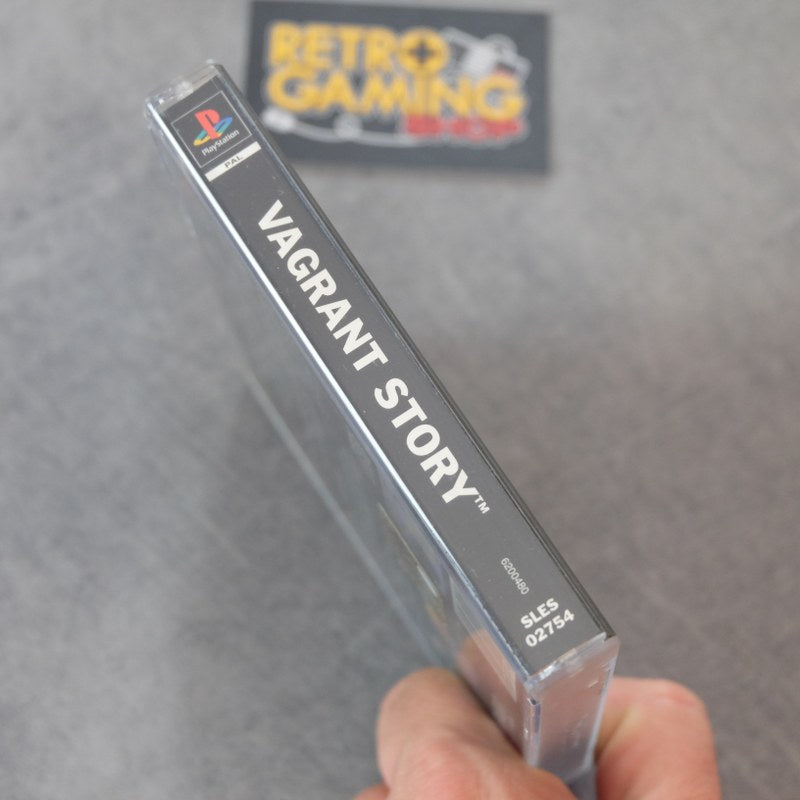 RETRO
GAMING
SHOP
PlayStation
PAL
VAGRANT STORY™
6200480
SLES
02754